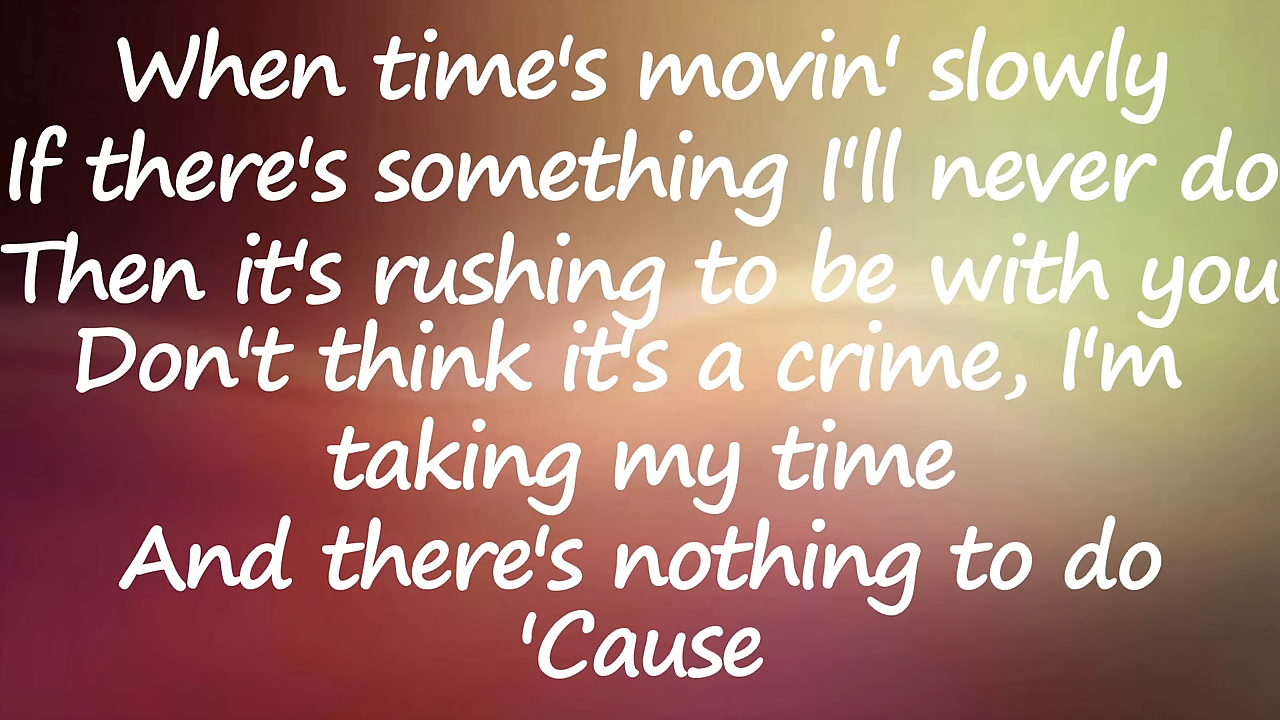 When time's movin' slowly
If there's something I'll never do
Then it's rushing to be with you
Don't think it's a crime, I'm
taking my time
And there's nothing to do
'Cause